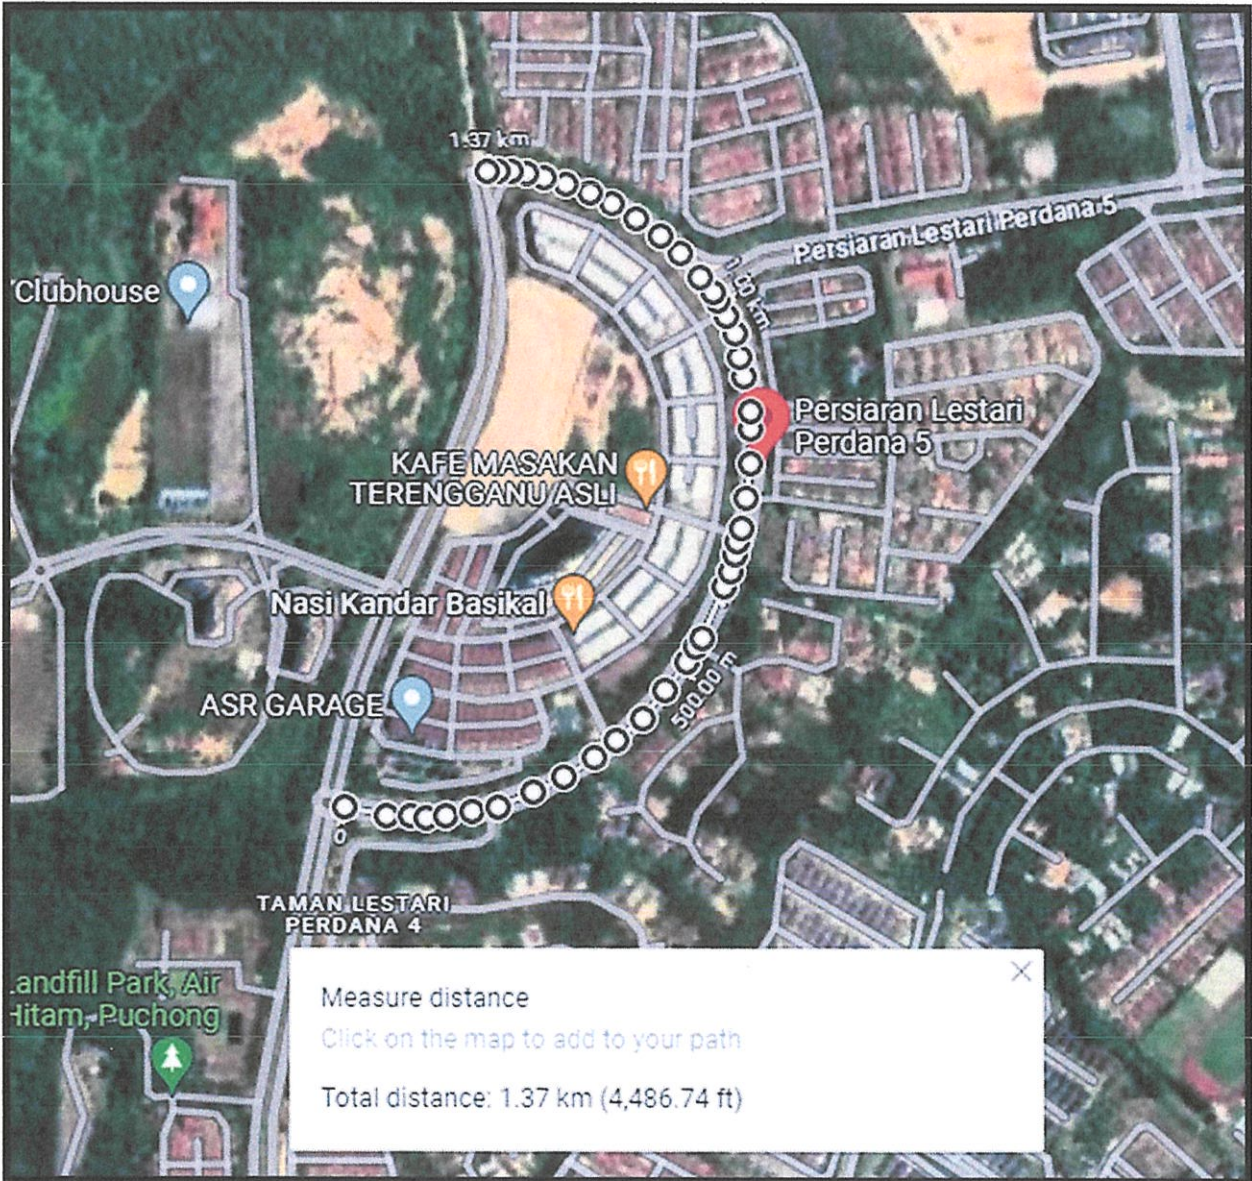 1.37 km
Persiaran Lestari Perdana 5
Clubhouse
1.00 km
Persiaran Lestari
Perdana 5
KAFE MASAKAN
TERENGGANU ASLI
Nasi Kandar Basikal
500.00 m
ASR GARAGE
0
TAMAN LESTARI
PERDANA 4
andfill Park, Air
Hitam, Puchong
Measure distance
Click on the map to add to your path
Total distance: 1.37 km (4,486.74 ft)